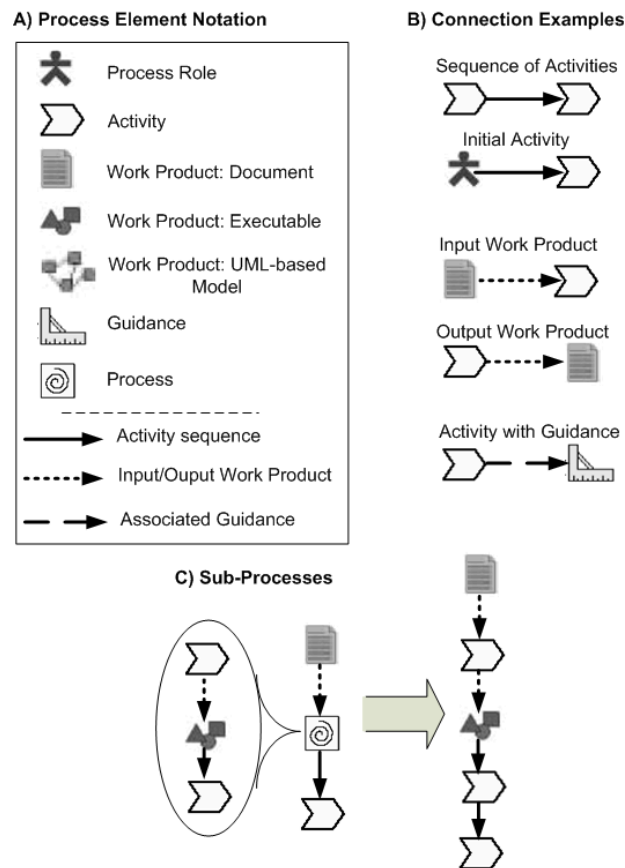 A) Process Element Notation
Process Role
Activity
Work Product: Document
Work Product: Executable
Work Product: UML-based
Model
Guidance
Process
Activity sequence
Input/Ouput Work Product
Associated Guidance
B) Connection Examples
Sequence of Activities
Initial Activity
Input Work Product
Output Work Product
Activity with Guidance
C) Sub-Processes